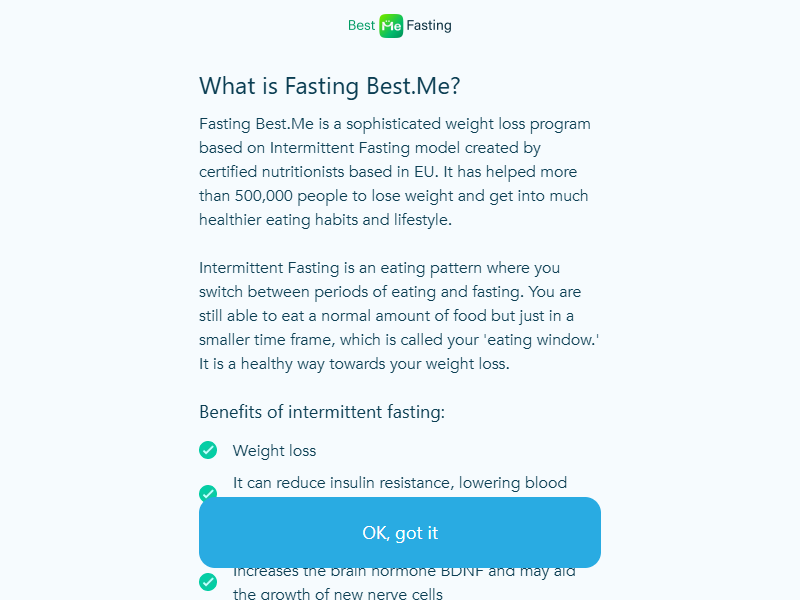 Best Me Fasting
What is Fasting Best.Me?
Fasting Best.Me is a sophisticated weight loss program
based on Intermittent Fasting model created by
certified nutritionists based in EU. It has helped more
than 500,000 people to lose weight and get into much
healthier eating habits and lifestyle.
Intermittent Fasting is an eating pattern where you
switch between periods of eating and fasting. You are
still able to eat a normal amount of food but just in a
smaller time frame, which is called your 'eating window.'
It is a healthy way towards your weight loss.
Benefits of intermittent fasting:
Weight loss
It can reduce insulin resistance, lowering blood
OK, got it
Increases the brain hormone BDNF and may aid
the growth of new nerve cells